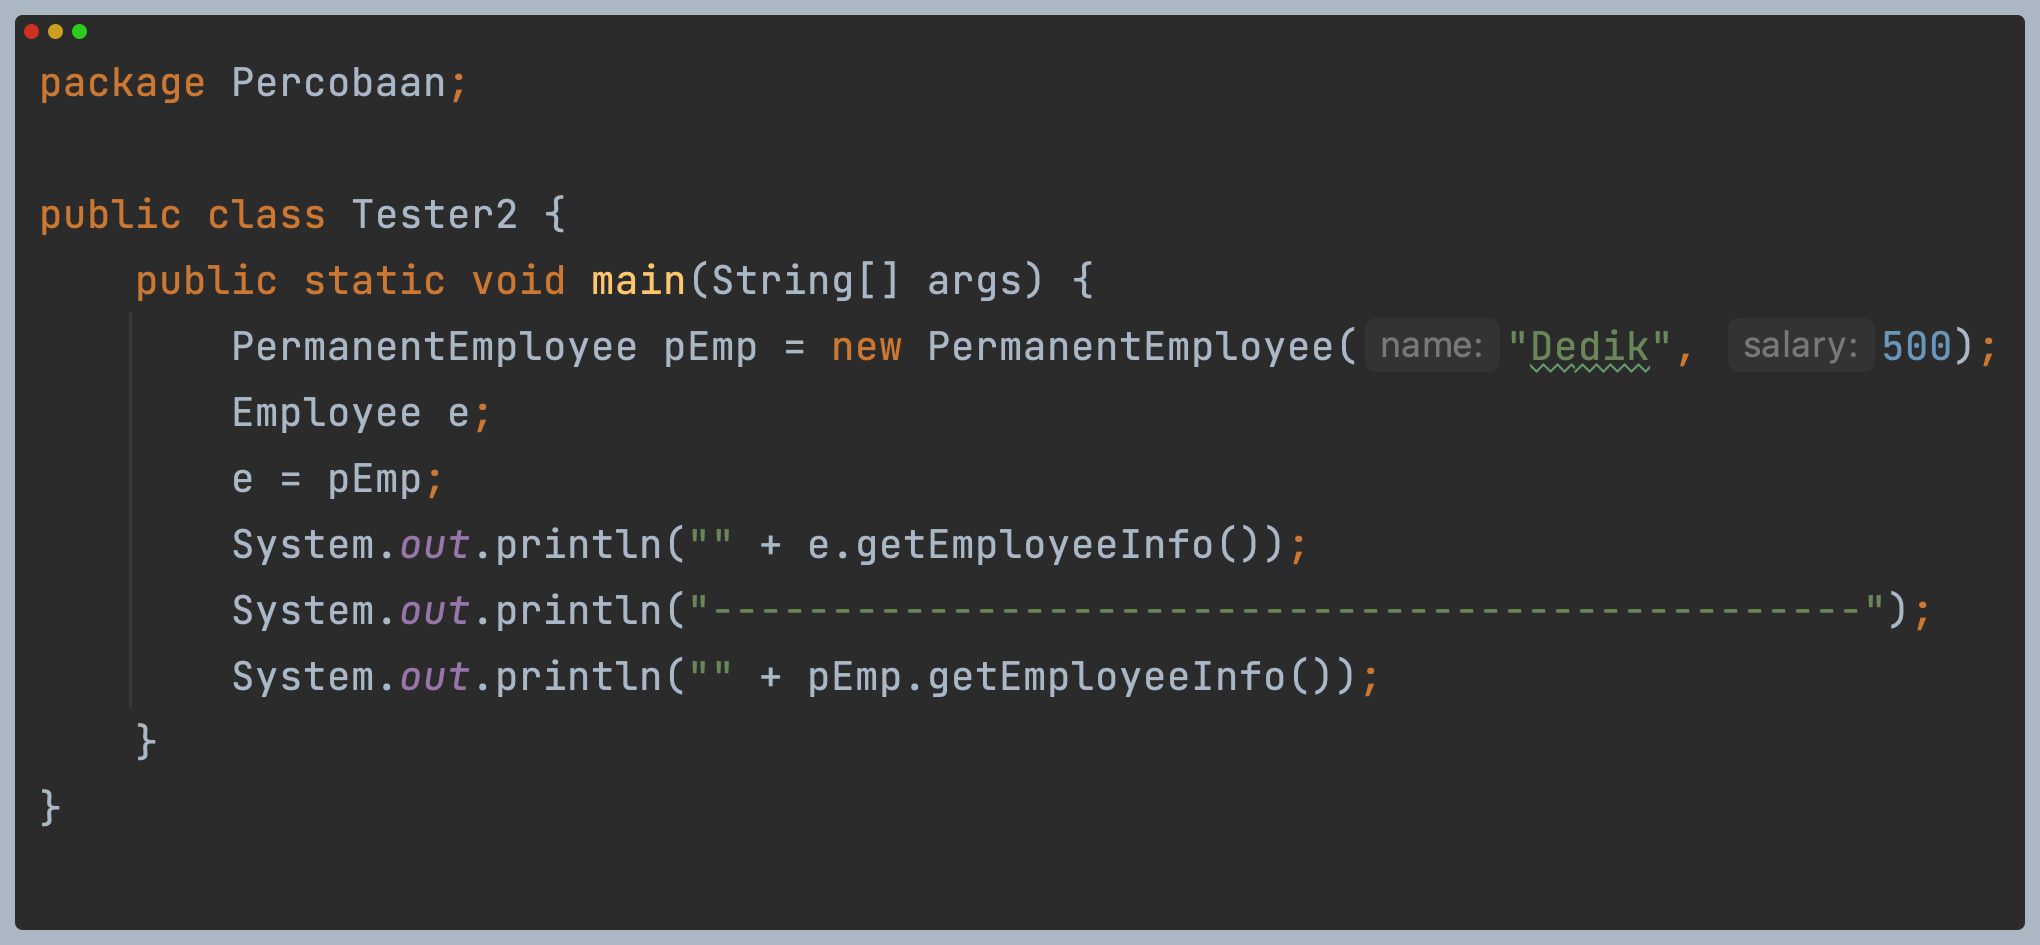 package Percobaan;
public class Tester2 {
public static void main(String[] args) {
PermanentEmployee pEmp = new PermanentEmployee( name: "Dedik", salary: 500);
Employee e;
e = pEmp;
System.out.println("" + e.getEmployeeInfo());
System.out.println("------------------------------------------------");
System.out.println("" + pEmp.getEmployeeInfo());
}
}